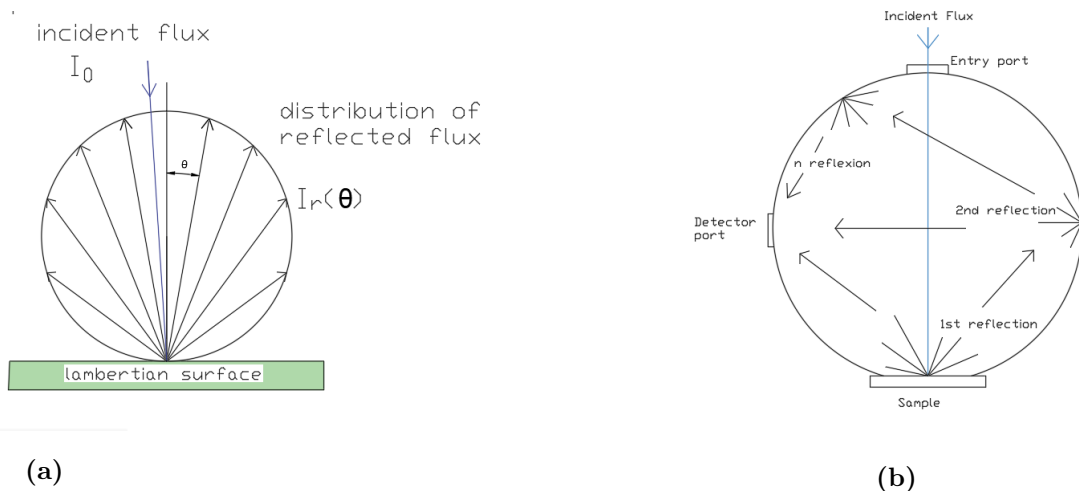 incident flux
I0
distribution of
reflected flux
θ
Ir(θ)
lambertian surface
(a)
Incident Flux
Entry port
n reflexion
2nd reflection
Detector
port
1st reflection
Sample
(b)